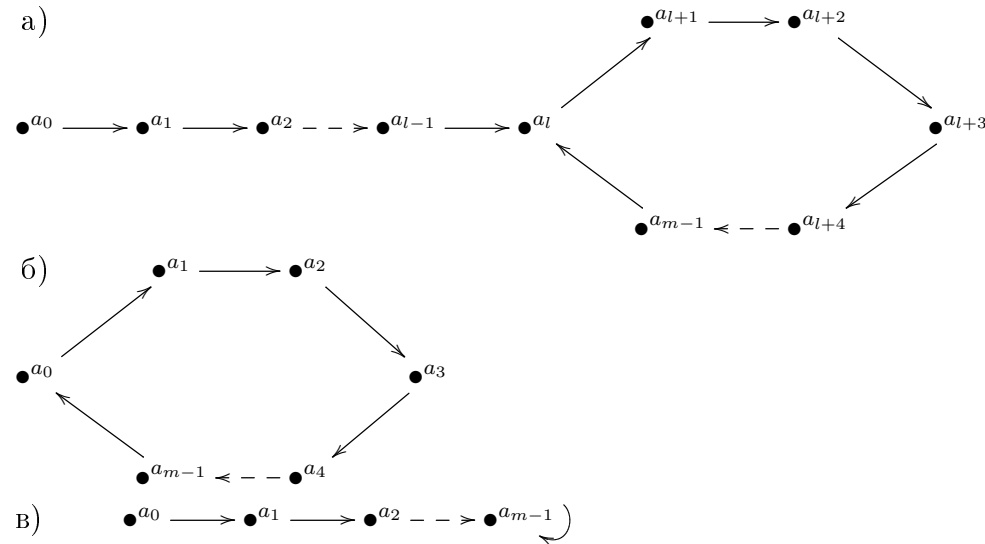 а) a_{l+1} a_{l+2}
a_0 a_1 a_2 a_{l−1} a_l a_{l+3}
a_{m−1} a_{l+4}
б) a_1 a_2
a_0 a_3
a_{m−1} a_4
в) a_0 a_1 a_2 a_{m−1}